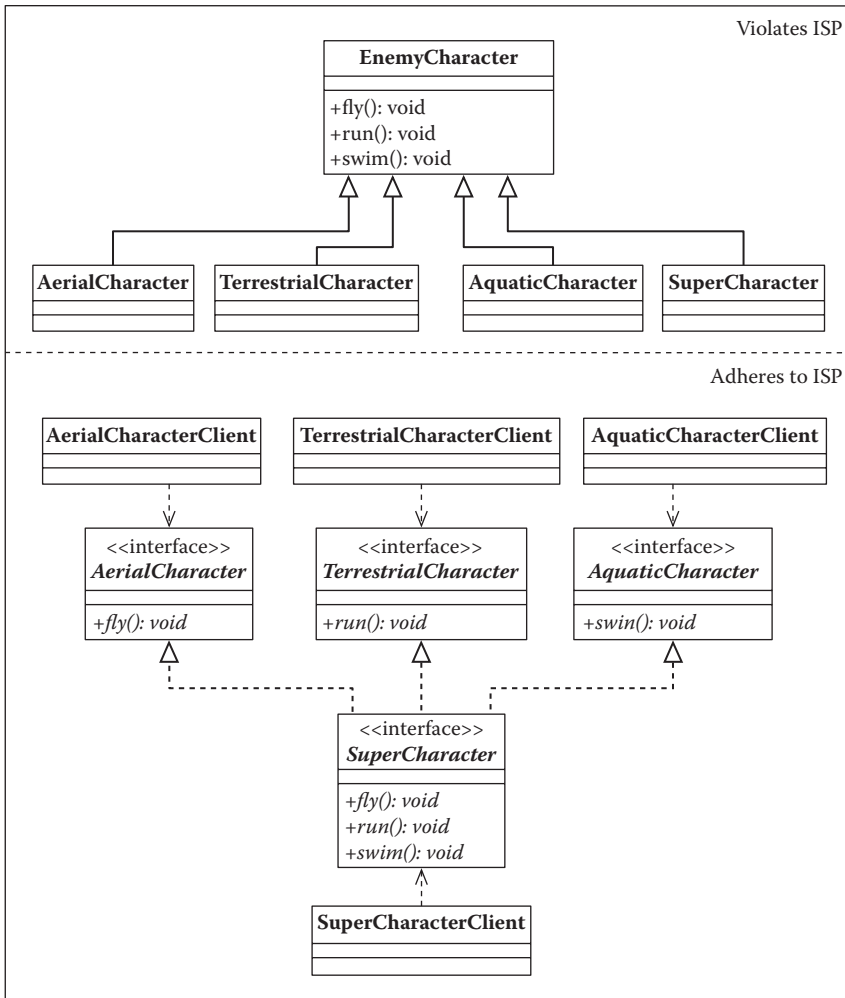 Violates ISP
EnemyCharacter
+fly(): void
+run(): void
+swim(): void
AerialCharacter
TerrestrialCharacter
AquaticCharacter
SuperCharacter
Adheres to ISP
AerialCharacterClient
TerrestrialCharacterClient
AquaticCharacterClient
<<interface>>
AerialCharacter
+fly(): void
<<interface>>
TerrestrialCharacter
+run(): void
<<interface>>
AquaticCharacter
+swin(): void
<<interface>>
SuperCharacter
+fly(): void
+run(): void
+swim(): void
SuperCharacterClient